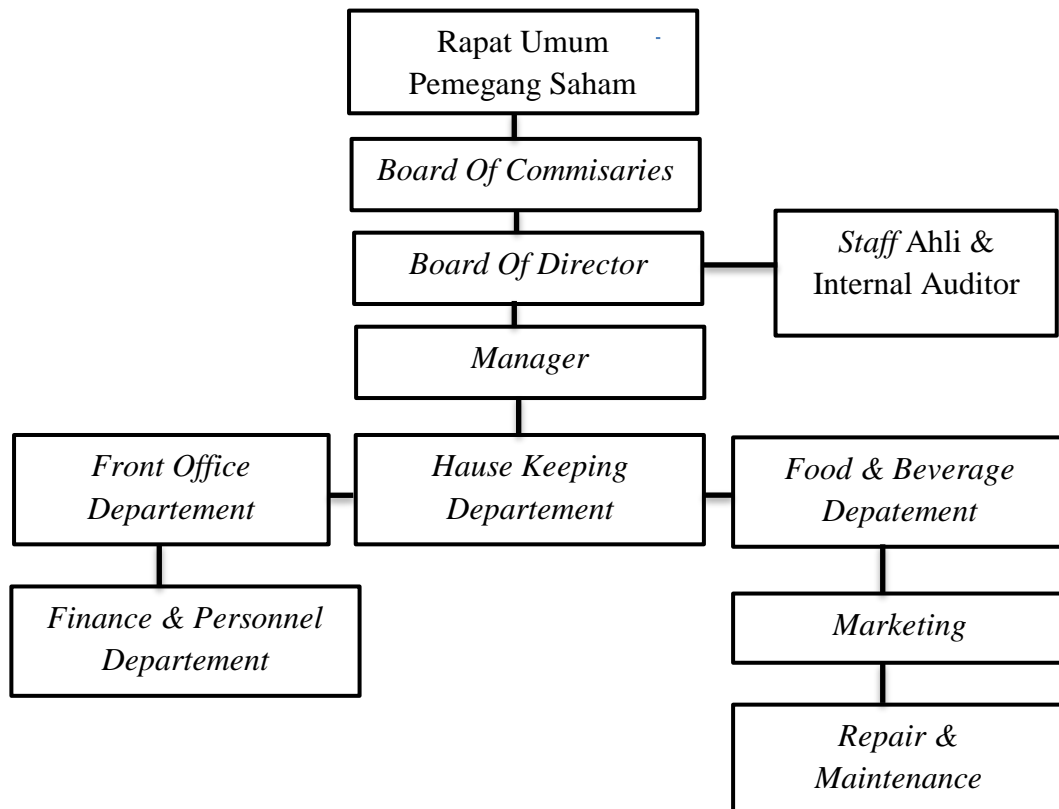 Rapat Umum
Pemegang Saham
Board Of Commisaries
Board Of Director
Staff Ahli &
Internal Auditor
Manager
Front Office
Departement
Hause Keeping
Departement
Food & Beverage
Depatement
Finance & Personnel
Departement
Marketing
Repair &
Maintenance